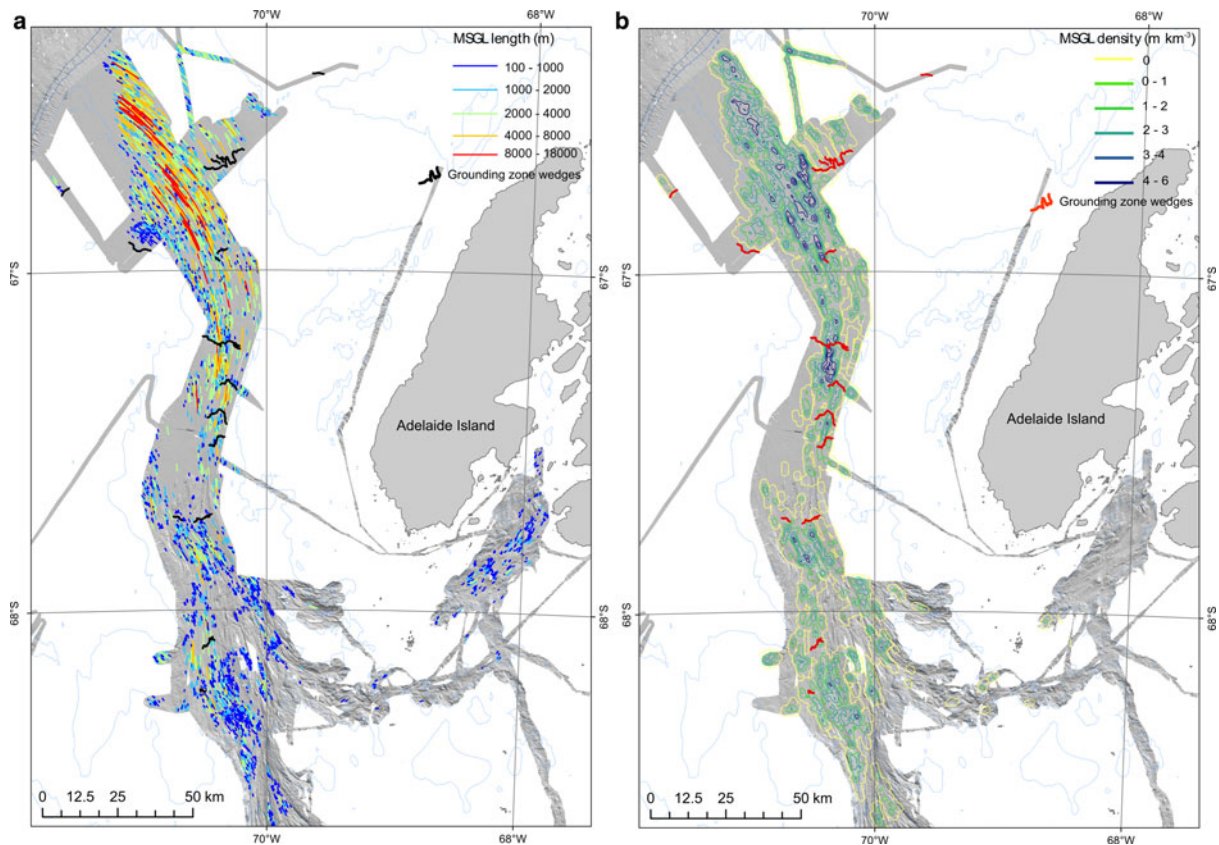 a
70°W
68°W
MSGL length (m)
100 - 1000
1000 - 2000
2000 - 4000
4000 - 8000
8000 - 18000
Grounding zone wedges
67°S
67°S
Adelaide Island
68°S
68°S
0 12.5 25 50 km
70°W
68°W
b
70°W
68°W
MSGL density (m km-3)
0
0 - 1
1 - 2
2 - 3
3 -4
4 - 6
Grounding zone wedges
67°S
Adelaide Island
68°S
0 12.5 25 50 km
70°W
68°W